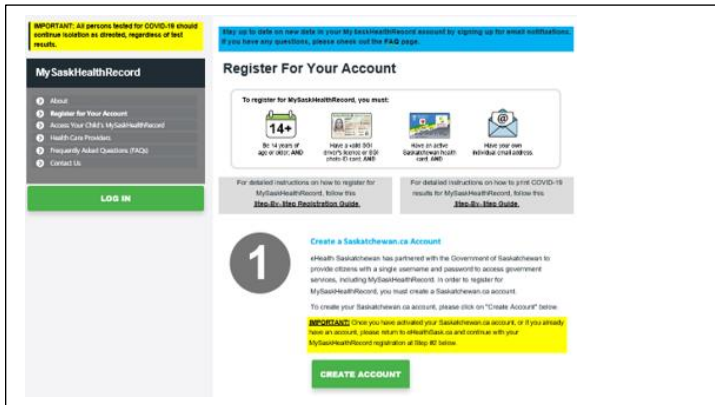 IMPORTANT: All persons tested for COVID-19 should
continue isolation as directed, regardless of test
results.
Stay up to date on new data in your MySaskHealthRecord account by signing up for email notifications.
If you have any questions, please check out the FAQ page.
MySaskHealthRecord
About
Register for Your Account
Access Your Child's MySaskHealthRecord
Health Care Providers
Frequently Asked Questions (FAQs)
Contact Us
LOG IN
Register For Your Account
To register for MySaskHealthRecord, you must:
14+
Be 14 years of
age or older, AND
Have a valid SGI
driver's licence or SGI
photo ID card, AND
Have an active
Saskatchewan health
card, AND
Have your own
individual email address.
For detailed instructions on how to register for
MySaskHealthRecord, follow this
Step-By-Step Registration Guide.
For detailed instructions on how to print COVID-19
results for MySaskHealthRecord, follow this
Step-By-Step Guide.
1
Create a Saskatchewan.ca Account
eHealth Saskatchewan has partnered with the Government of Saskatchewan to
provide citizens with a single username and password to access government
services, including MySaskHealthRecord. In order to register for
MySaskHealthRecord, you must create a Saskatchewan.ca account.
To create your Saskatchewan.ca account, please click on "Create Account" below.
IMPORTANT: Once you have activated your Saskatchewan.ca account, or if you already
have an account, please return to eHealthSask.ca and continue with your
MySaskHealthRecord registration at Step #2 below.
CREATE ACCOUNT